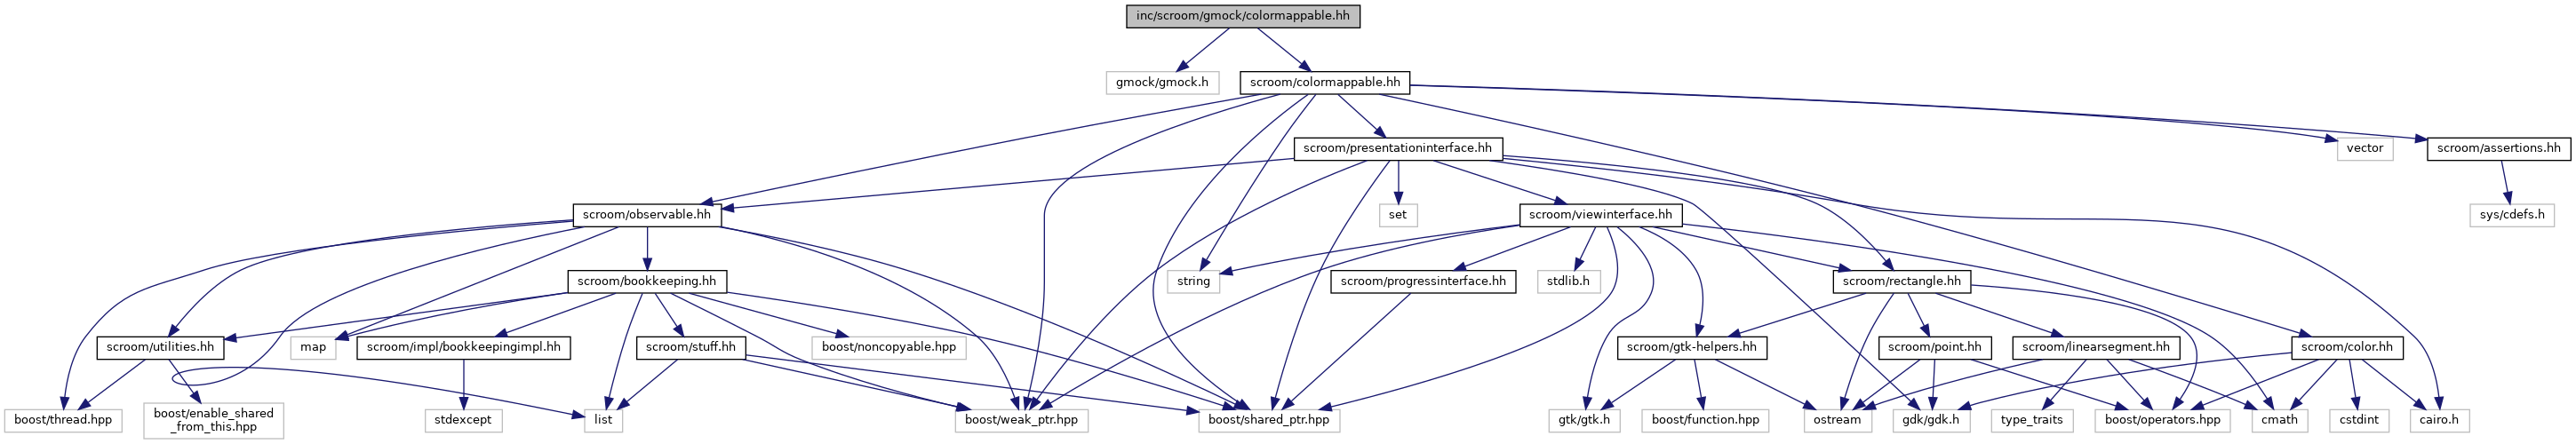 inc/scroom/gmock/colormappable.hh
gmock/gmock.h
scroom/colormappable.hh
scroom/presentationinterface.hh
vector
scroom/assertions.hh
scroom/observable.hh
set
scroom/viewinterface.hh
sys/cdefs.h
scroom/bookkeeping.hh
string
scroom/progressinterface.hh
stdlib.h
scroom/rectangle.hh
scroom/utilities.hh
map
scroom/impl/bookkeepingimpl.hh
scroom/stuff.hh
boost/noncopyable.hpp
scroom/gtk-helpers.hh
scroom/point.hh
scroom/linearsegment.hh
scroom/color.hh
boost/thread.hpp
boost/enable_shared
_from_this.hpp
stdexcept
list
boost/weak_ptr.hpp
boost/shared_ptr.hpp
gtk/gtk.h
boost/function.hpp
ostream
gdk/gdk.h
type_traits
boost/operators.hpp
cmath
cstdint
cairo.h